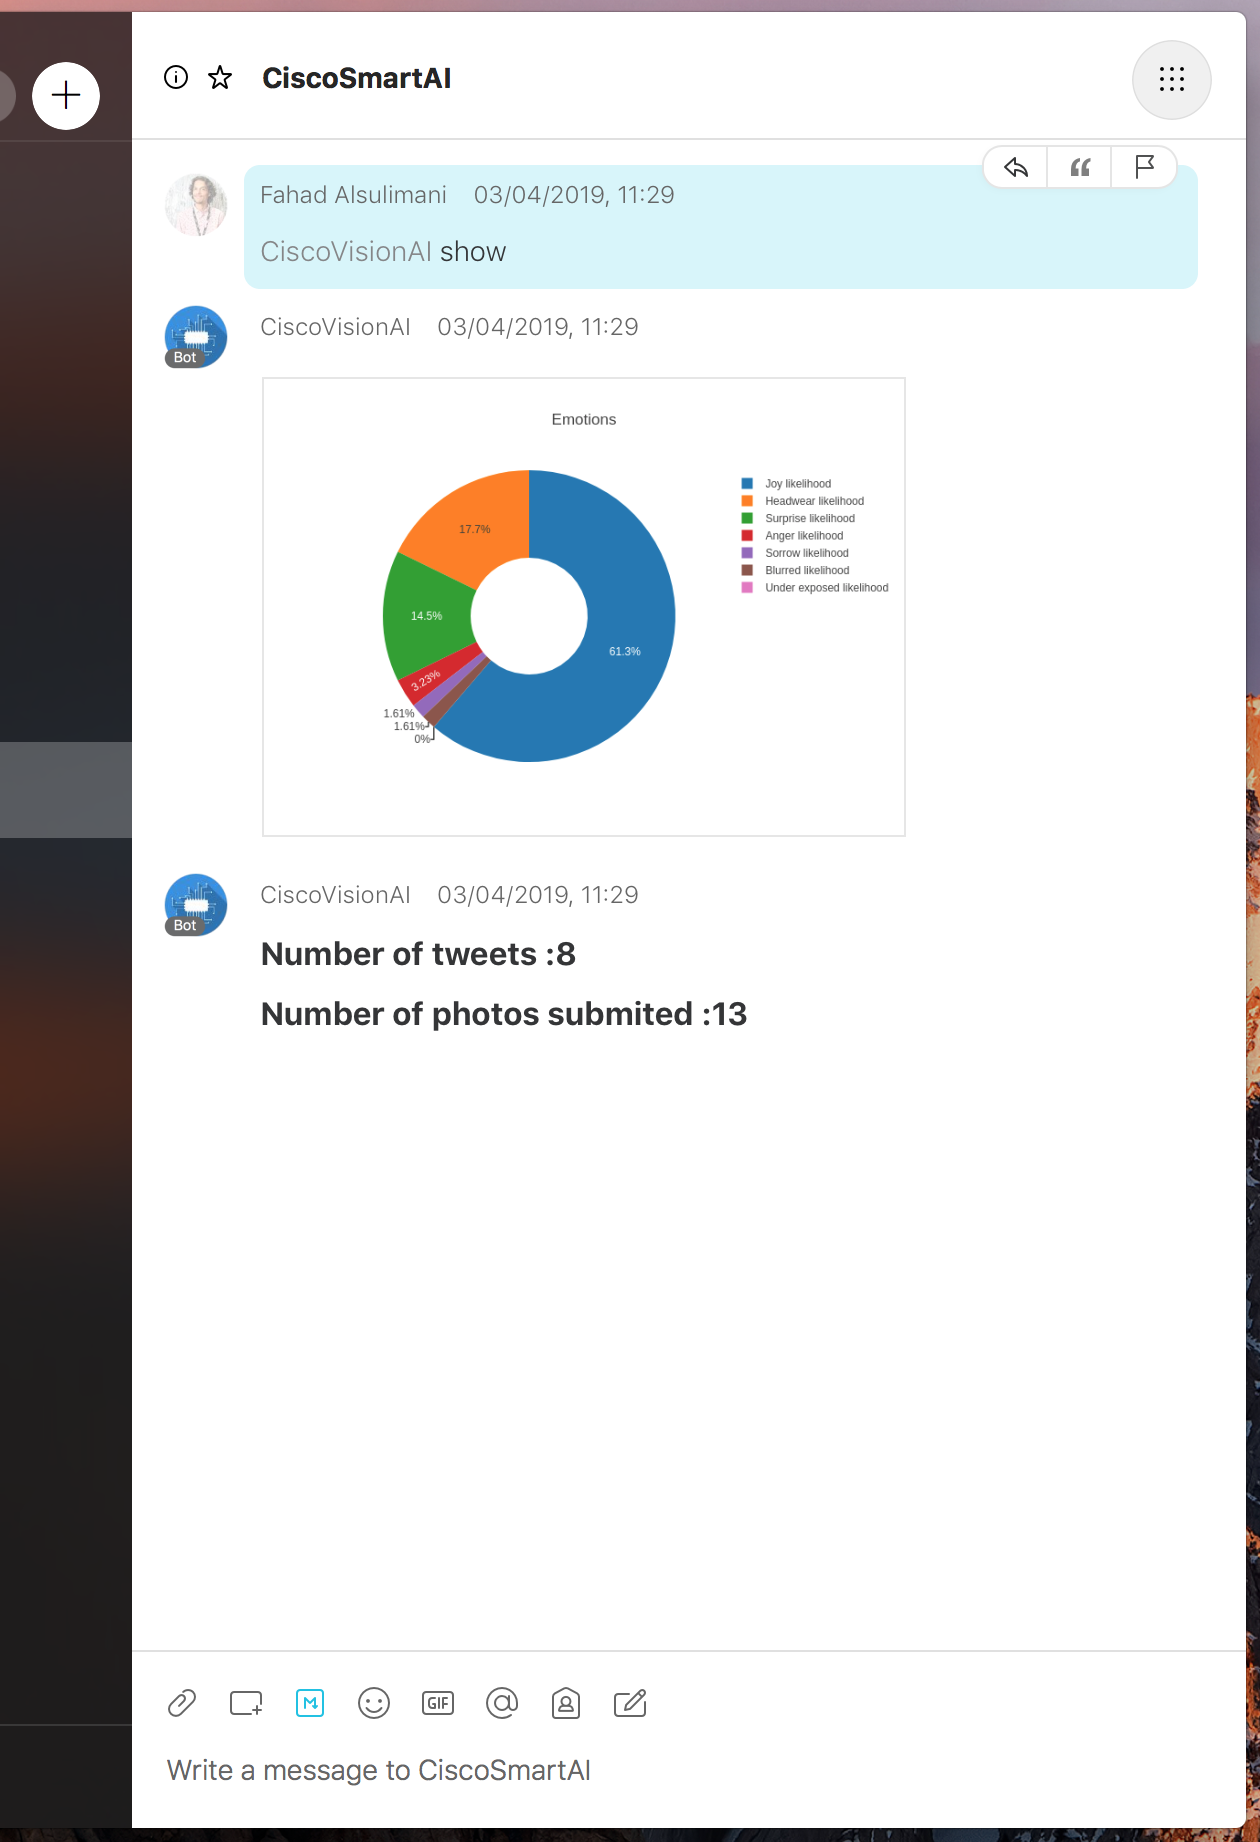 CiscoSmartAI
Fahad Alsulimani 03/04/2019, 11:29
CiscoVisionAI show
CiscoVisionAI 03/04/2019, 11:29
Bot
Emotions
Joy likelihood
Headwear likelihood
Surprise likelihood
Anger likelihood
Sorrow likelihood
Blurred likelihood
Under exposed likelihood
17.7%
14.5%
61.3%
3.23%
1.61%
1.61%
0%
CiscoVisionAI 03/04/2019, 11:29
Bot
Number of tweets :8
Number of photos submited :13
GIF
Write a message to CiscoSmartAI